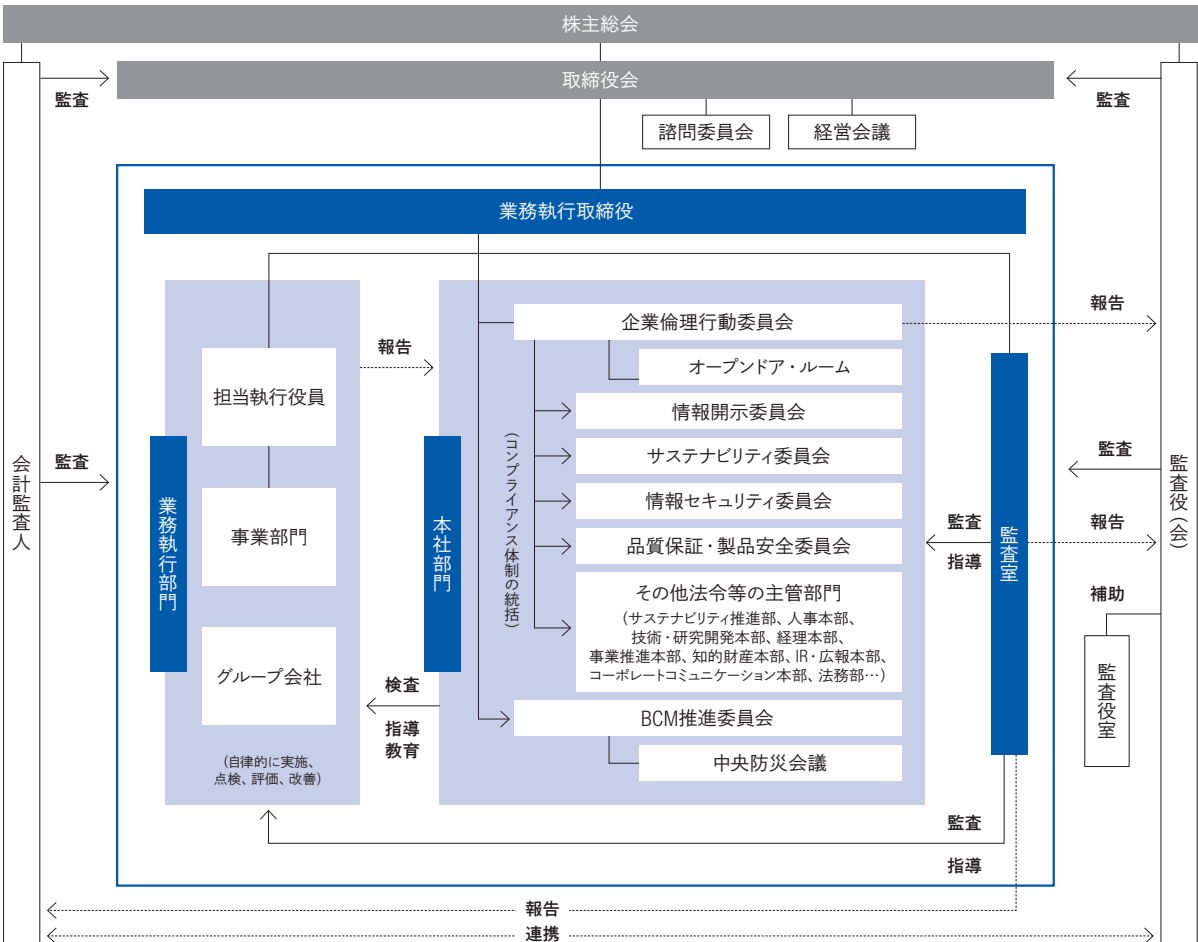 株主総会
取締役会
監査
監査
諮問委員会
経営会議
業務執行取締役
企業倫理行動委員会
報告
報告
オープンドア・ルーム
担当執行役員
情報開示委員会
サステナビリティ委員会
情報セキュリティ委員会
品質保証・製品安全委員会
その他法令等の主管部門
(サステナビリティ推進部、人事本部、
技術・研究開発本部、経理本部、
事業推進本部、知的財産本部、IR・広報本部、
コーポレートコミュニケーション本部、法務部…)
(コンプライアンス体制の統括)
会計監査人
監査
業務執行部門
事業部門
グループ会社
(自律的に実施、
点検、評価、改善)
本社部門
検査
指導
教育
BCM推進委員会
中央防災会議
監査
指導
監査室
監査
報告
監査役(会)
補助
監査役室
監査
指導
報告
連携